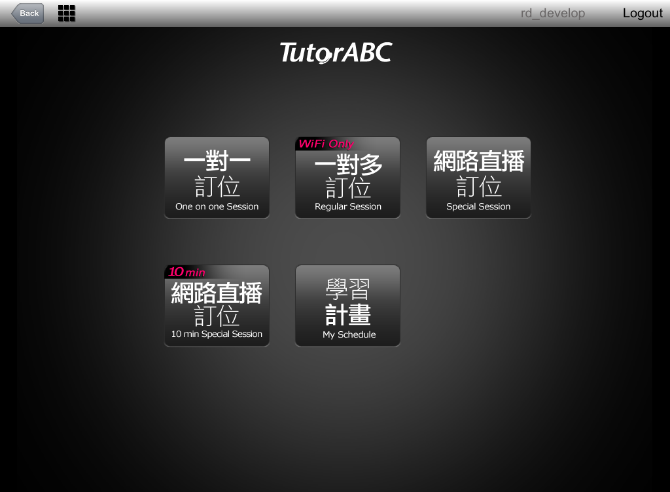 Back
rd_develop
Logout
TutorABC
一對一
訂位
One on one Session
WiFi Only
一對多
訂位
Regular Session
網路直播
訂位
Special Session
10 min
網路直播
訂位
10 min Special Session
學習
計畫
My Schedule